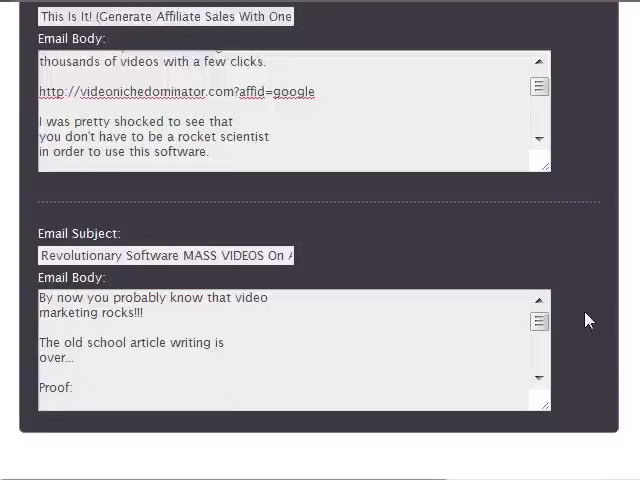 This Is It! (Generate Affiliate Sales With One
Email Body:
thousands of videos with a few clicks.
http://videonichedominator.com?affid=google
I was pretty shocked to see that
you don't have to be a rocket scientist
in order to use this software.
Email Subject:
Revolutionary Software MASS VIDEOS On
Email Body:
By now you probably know that video
marketing rocks!!!
The old school article writing is
over...
Proof: